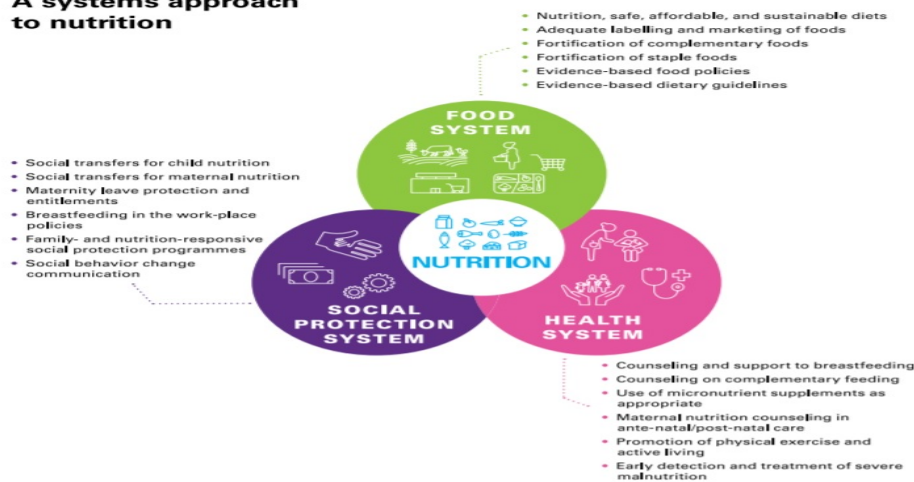 A systems approach
to nutrition
• Nutrition, safe, affordable, and sustainable diets
• Adequate labelling and marketing of foods
• Fortification of complementary foods
• Fortification of staple foods
• Evidence-based food policies
• Evidence-based dietary guidelines
FOOD
SYSTEM
• Social transfers for child nutrition
• Social transfers for maternal nutrition
• Maternity leave protection and
entitlements
• Breastfeeding in the work-place
policies
• Family- and nutrition-responsive
social protection programmes
• Social behavior change
communication
NUTRITION
SOCIAL
PROTECTION
SYSTEM
HEALTH
SYSTEM
• Counseling and support to breastfeeding
• Counseling on complementary feeding
• Use of micronutrient supplements as
appropriate
• Maternal nutrition counseling in
ante-natal/post-natal care
• Promotion of physical exercise and
active living
• Early detection and treatment of severe
malnutrition